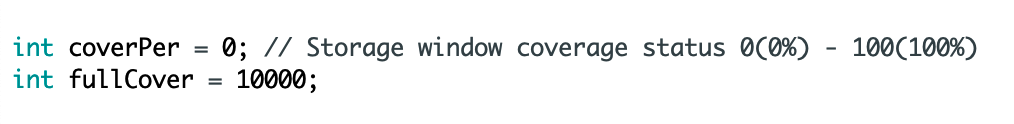 int coverPer = 0; // Storage window coverage status 0(0%) - 100(100%)
int fullCover = 10000;